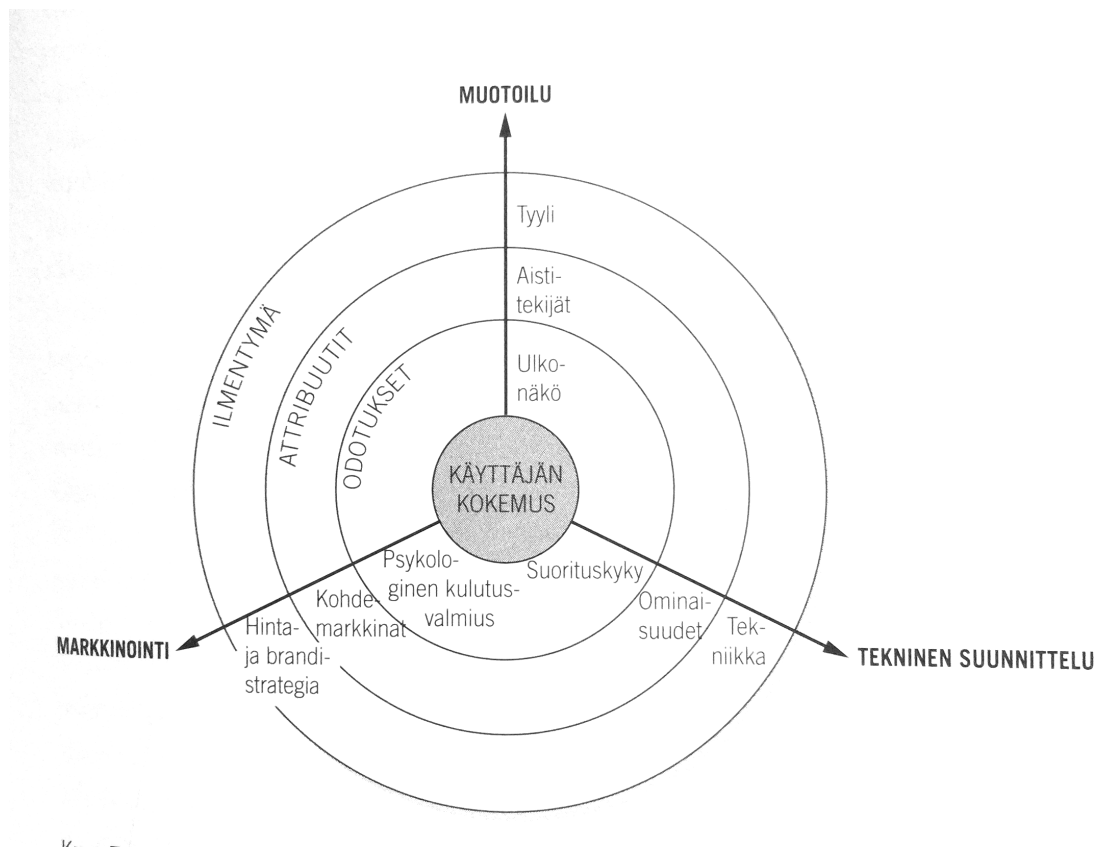 MUOTOILU
Tyyli
Aisti-
tekijät
Ulko-
näkö
ILMENTYMÄ
ATTRIBUUTIT
ODOTUKSET
KÄYTTÄJÄN
KOKEMUS
Psykolo-
ginen kulutus-
valmius
Kohde-
markkinat
Hinta-
ja brandi-
strategia
MARKKINOINTI
Suorituskyky
Ominai-
suudet
Tek-
niikka
TEKNINEN SUUNNITTELU